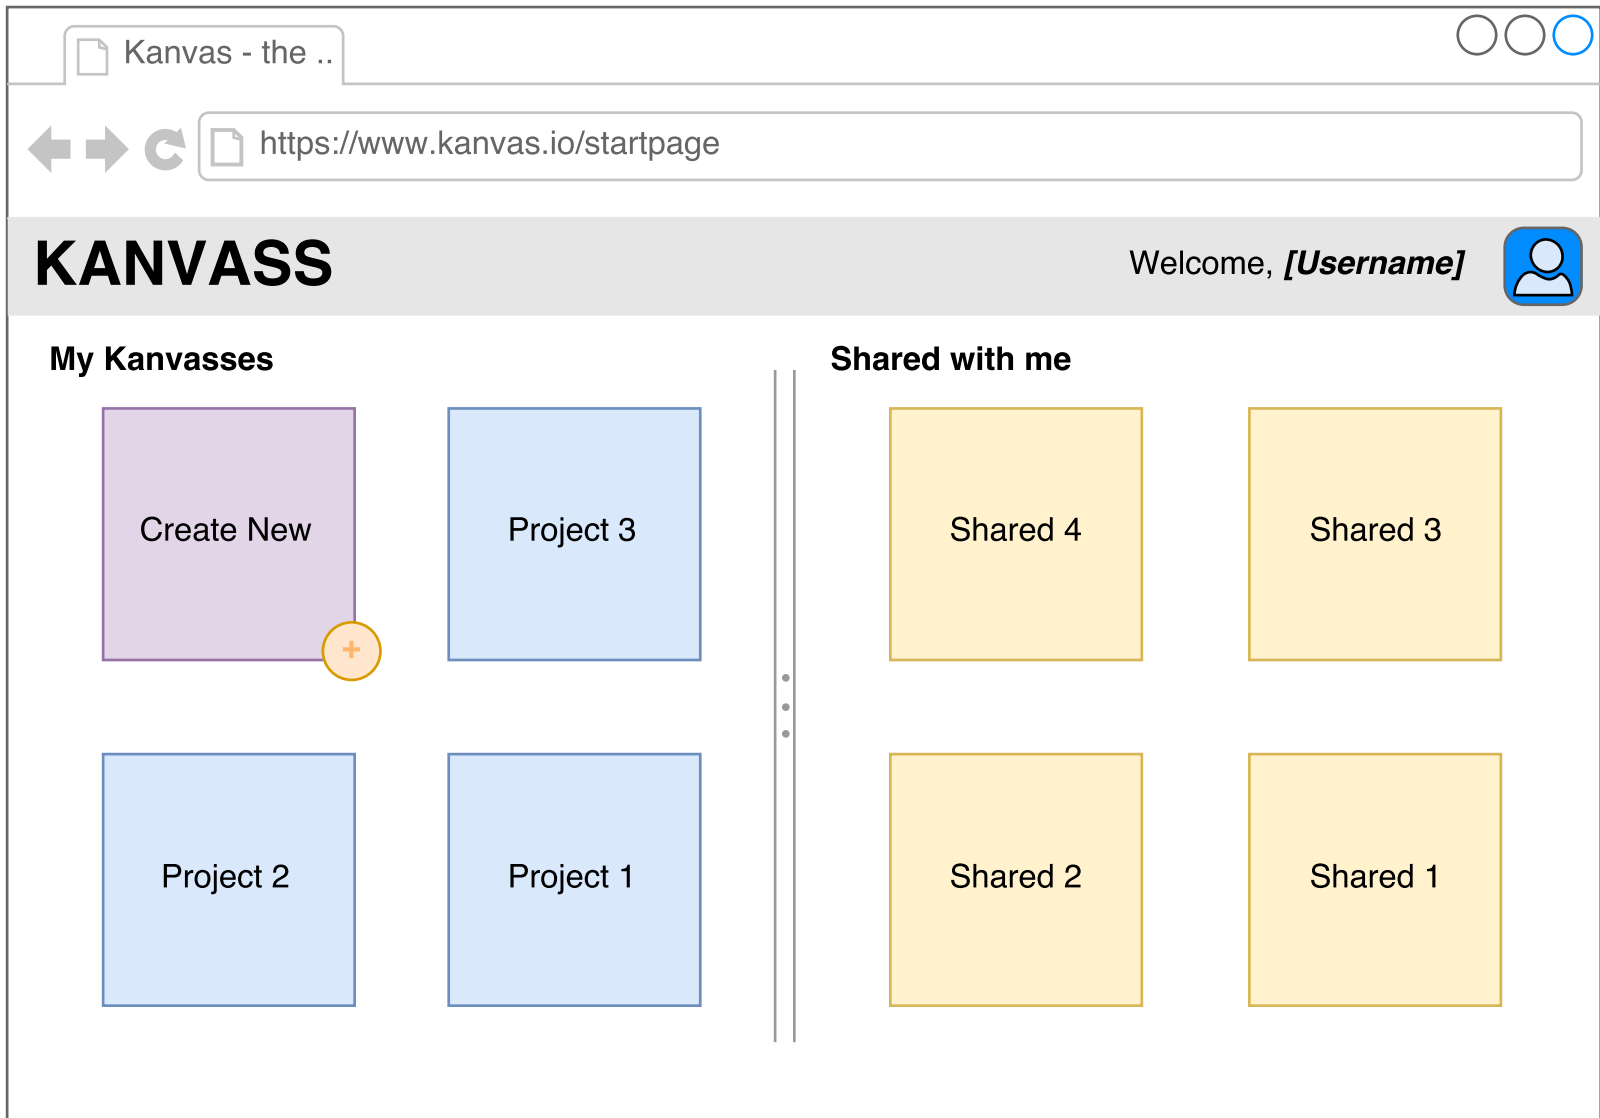 Kanvas - the ..
https://www.kanvas.io/startpage
KANVASS
Welcome, [Username]
My Kanvasses
Shared with me
Create New
Project 3
Shared 4
Shared 3
+
Project 2
Project 1
Shared 2
Shared 1